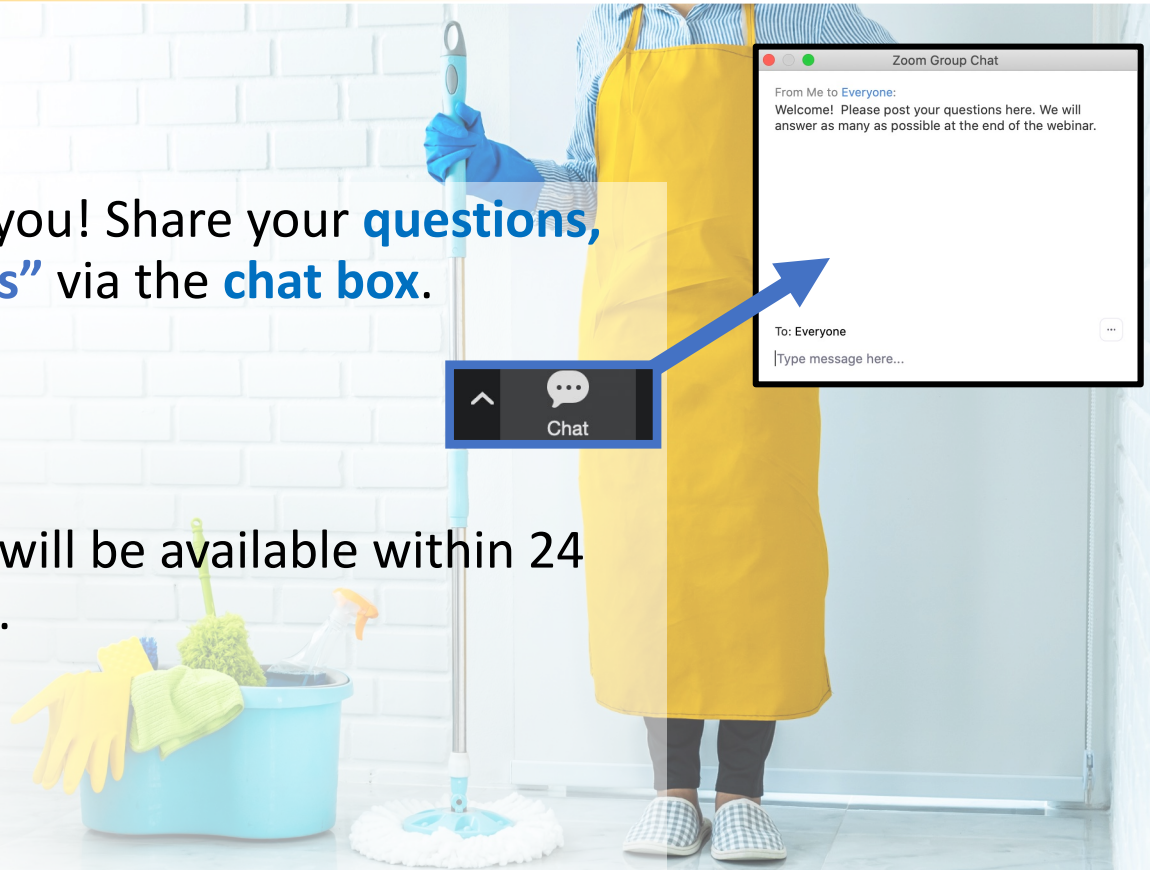 you! Share your questions,
s” via the chat box.
Chat
will be available within 24
.
Zoom Group Chat
From Me to Everyone:
Welcome!  Please post your questions here. We will
answer as many as possible at the end of the webinar.
To: Everyone
...
Type message here...